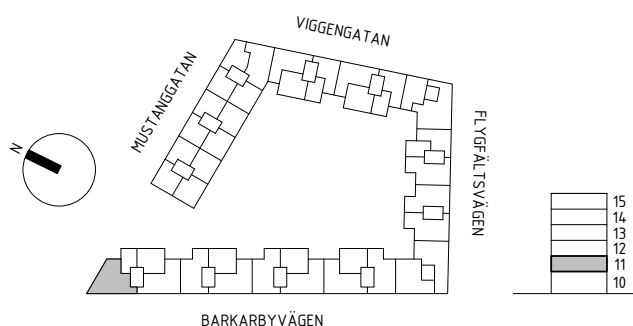 VIGGENGATAN
MUSTANGGATAN
FLYGFÄLTSVÄGEN
N
15
14
13
12
11
10
BARKARBYVÄGEN